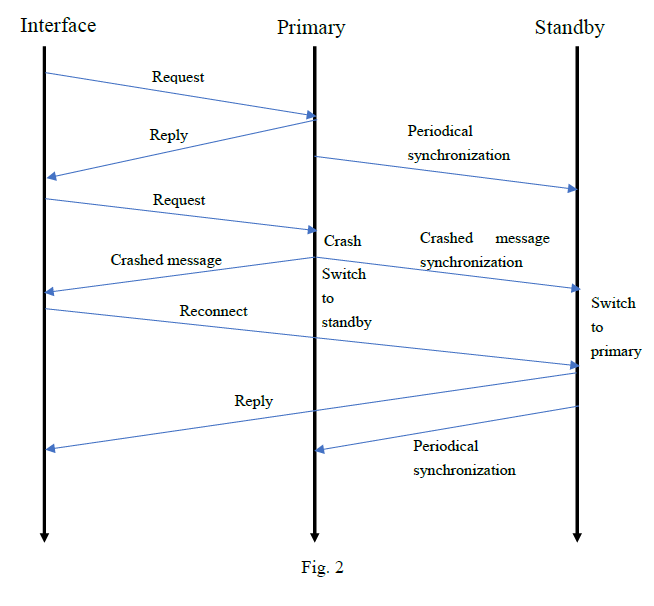 Interface Primary Standby
Request
Reply
Periodical
synchronization
Request
Crash
Crashed message
synchronization
Crashed message
Switch
to
standby
Reconnect
Switch
to
primary
Reply
Periodical
synchronization
Fig. 2